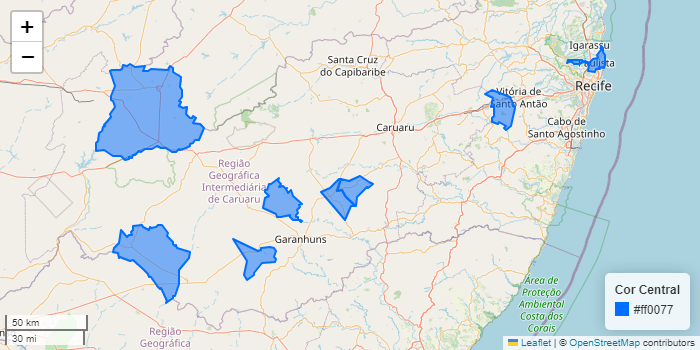 +
−
Igarassu
Paulista
Recife
Santa Cruz
do Capibaribe
Vitória de
Santo Antão
Caruaru
Cabo de
Santo Agostinho
Região
Geográfica
Intermediária
de Caruaru
Garanhuns
Área de
Proteção
Ambiental
Costa dos
Corais
Região
Geográfica
50 km
30 mi
Cor Central
#ff0077
Leaflet | © OpenStreetMap contributors